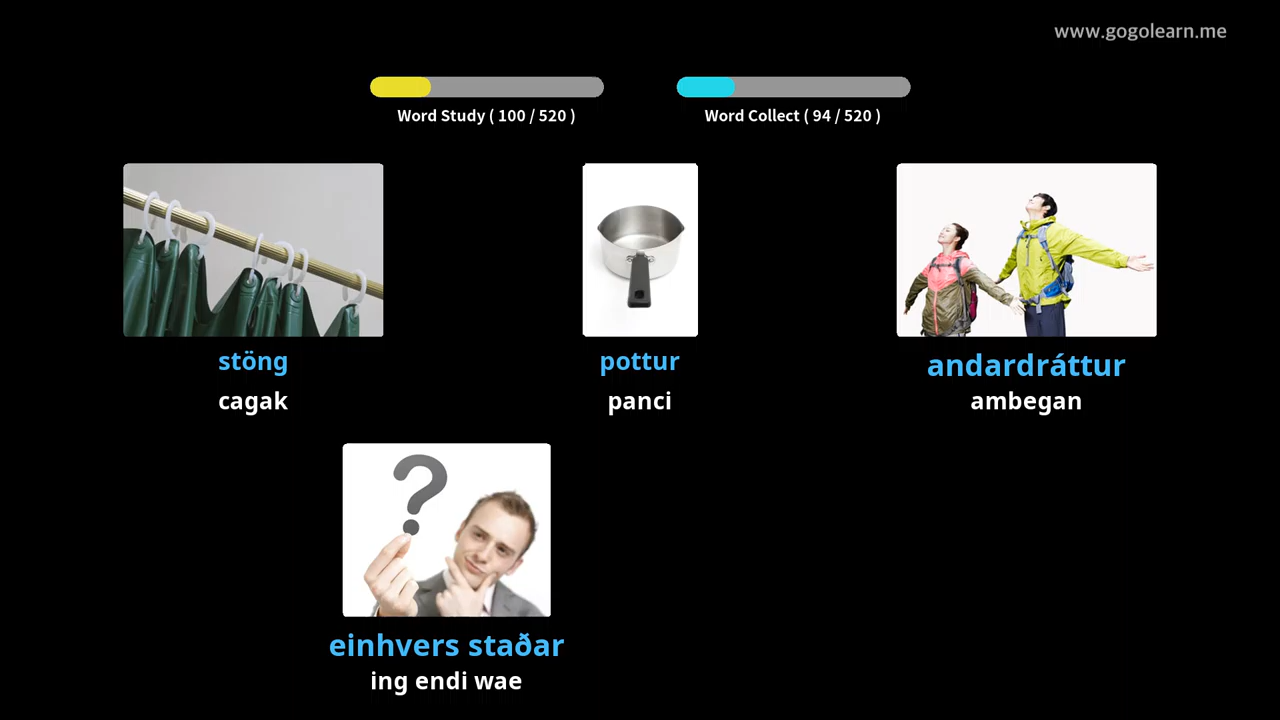 www.gogolearn.me
Word Study ( 100 / 520 )
Word Collect ( 94 / 520 )
stöng
cagak
pottur
panci
andardráttur
ambegan
einhvers staðar
ing endi wae